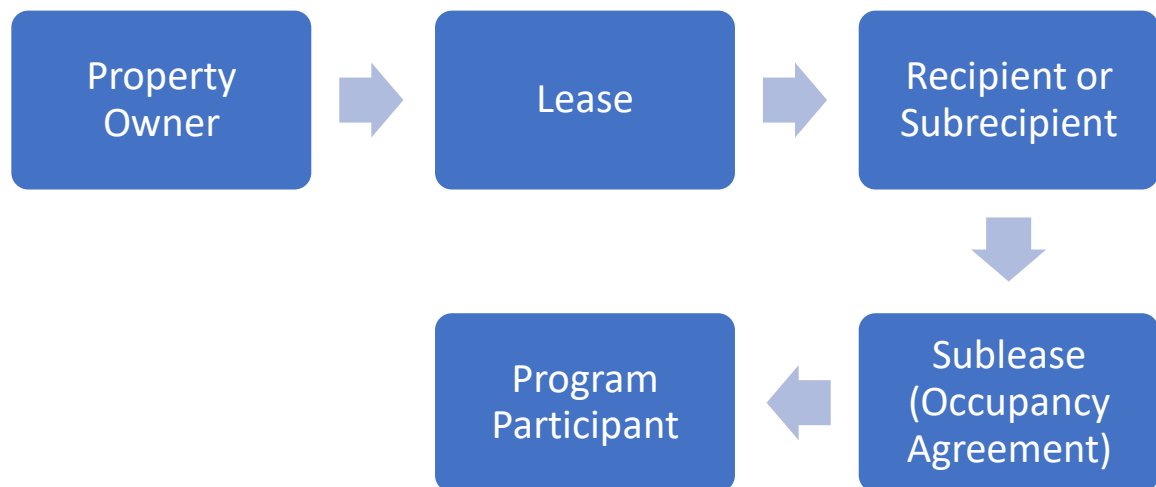 Property
Owner
Lease
Recipient or
Subrecipient
Sublease
(Occupancy
Agreement)
Program
Participant